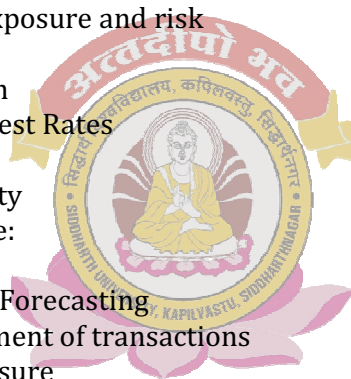 xposure and risk
अत्तदीपो भव
सिद्धार्थ विश्वविद्यालय, कपिलवस्तु, सिद्धार्थनगर
n
est Rates
ty
e:
SIDDHARTH UNIVERSITY, KAPILVASTU, SIDDHARTHNAGAR
Forecasting
ment of transactions
sure